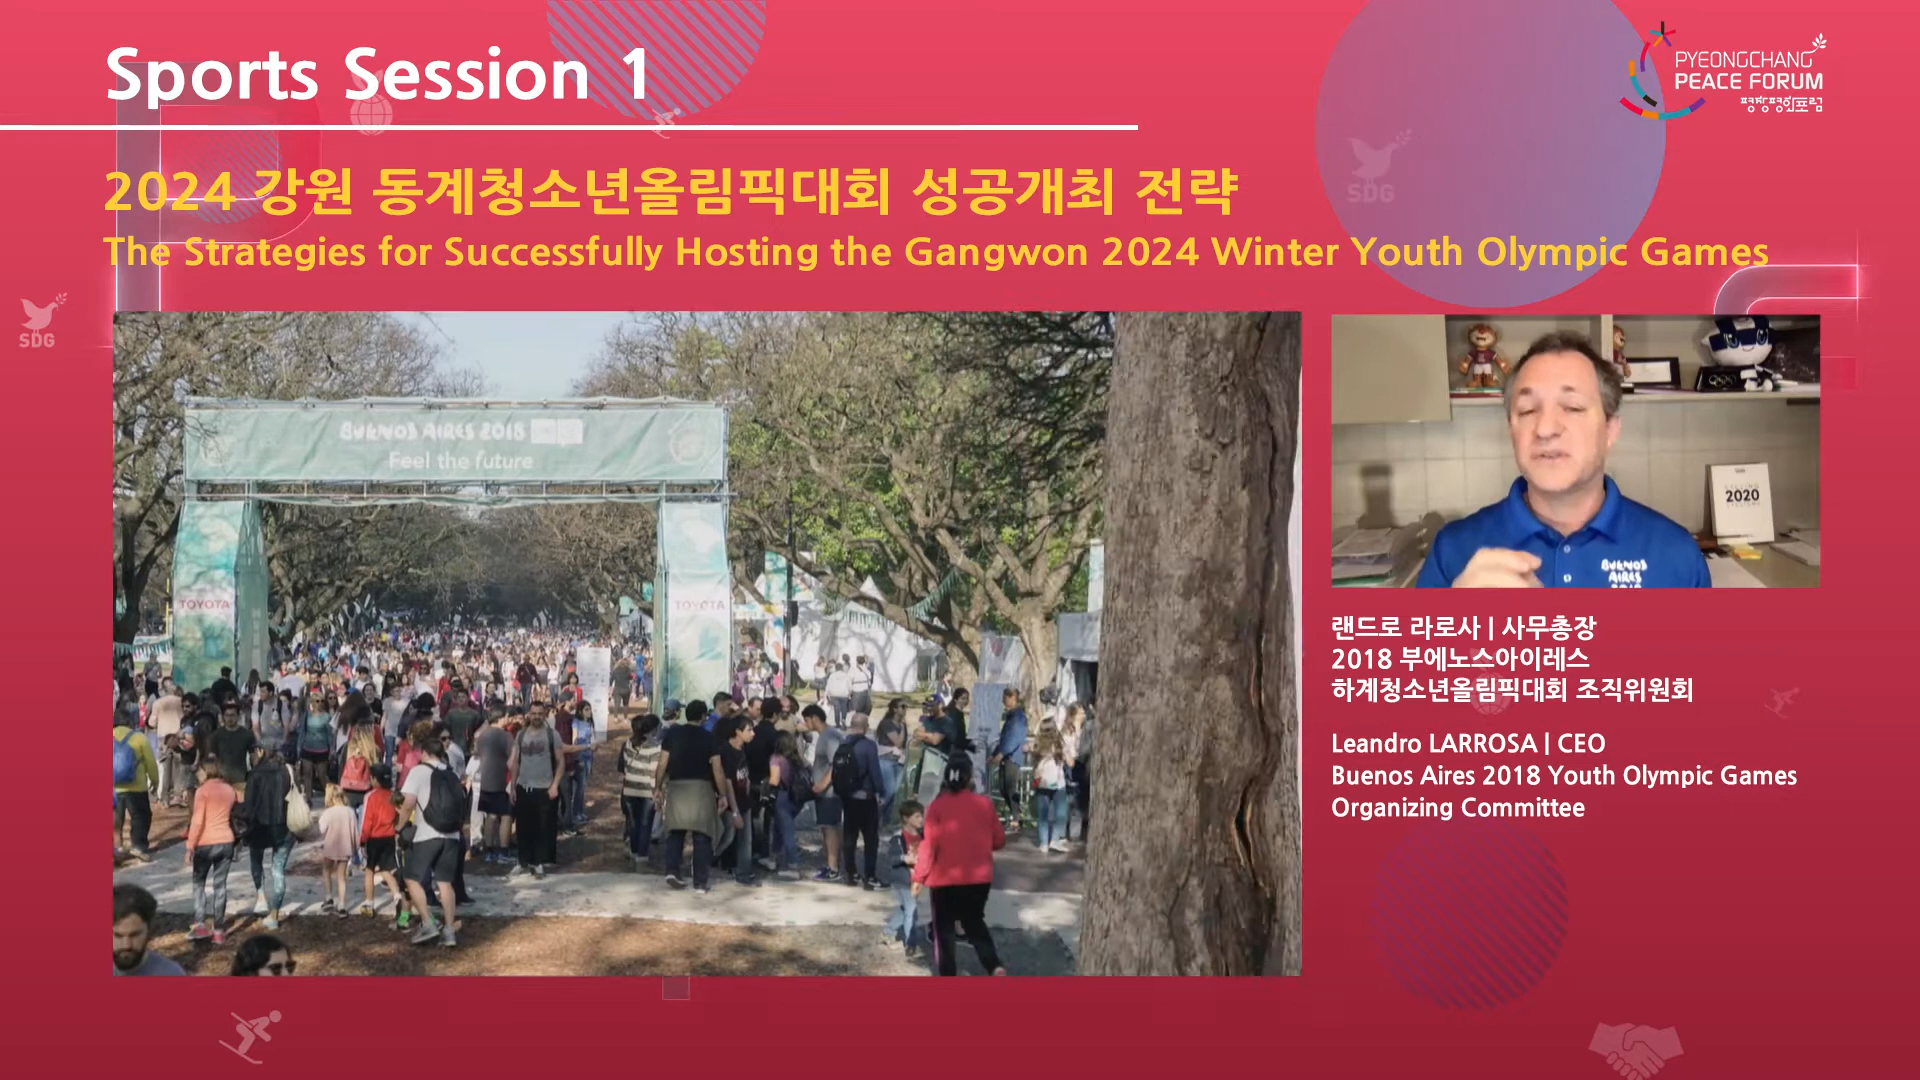 Sports Session 1
PYEONGCHANG
PEACE FORUM
평창평화포럼
2024 강원 동계청소년올림픽대회 성공개최 전략
The Strategies for Successfully Hosting the Gangwon 2024 Winter Youth Olympic Games
SDG
SDG
BUENOS AIRES 2018
Feel the future
TOYOTA
TOYOTA
2020
BUENOS
AIRES
2018
랜드로 라로사 | 사무총장
2018 부에노스아이레스
하계청소년올림픽대회 조직위원회
Leandro LARROSA | CEO
Buenos Aires 2018 Youth Olympic Games
Organizing Committee